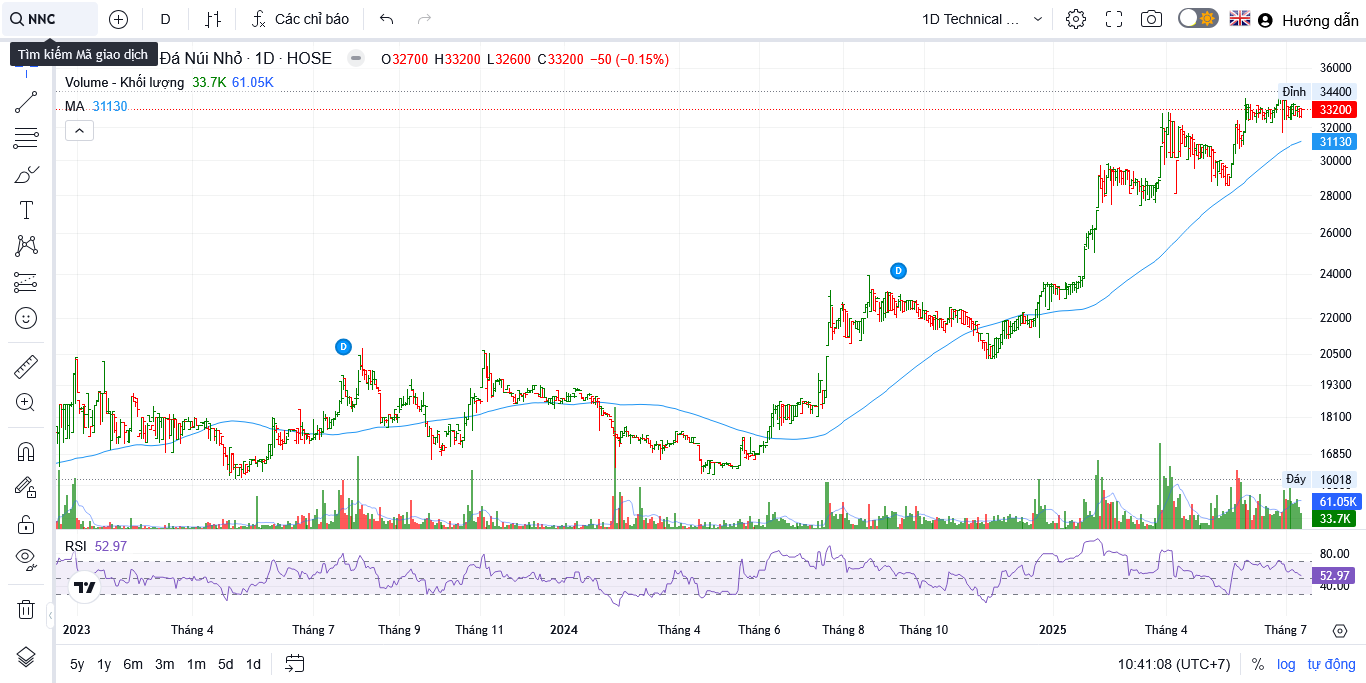 NNC D Các chỉ báo 1D Technical ... Hướng dẫn
Tìm kiếm Mã giao dịch
Đá Núi Nhỏ · 1D · HOSE O32700 H33200 L32600 C33200 −50 (−0.15%)
Volume - Khối lượng 33.7K 61.05K
MA 31130
36000
Đỉnh 34400
33200
32000
31130
30000
28000
26000
24000
22000
20500
19300
18100
16850
Đáy 16018
61.05K
33.7K
D
D
RSI 52.97
80.00
52.97
40.00
2023 Tháng 4 Tháng 7 Tháng 9 Tháng 11 2024 Tháng 4 Tháng 6 Tháng 8 Tháng 10 2025 Tháng 4 Tháng 7
5y 1y 6m 3m 1m 5d 1d 10:41:08 (UTC+7) % log tự động